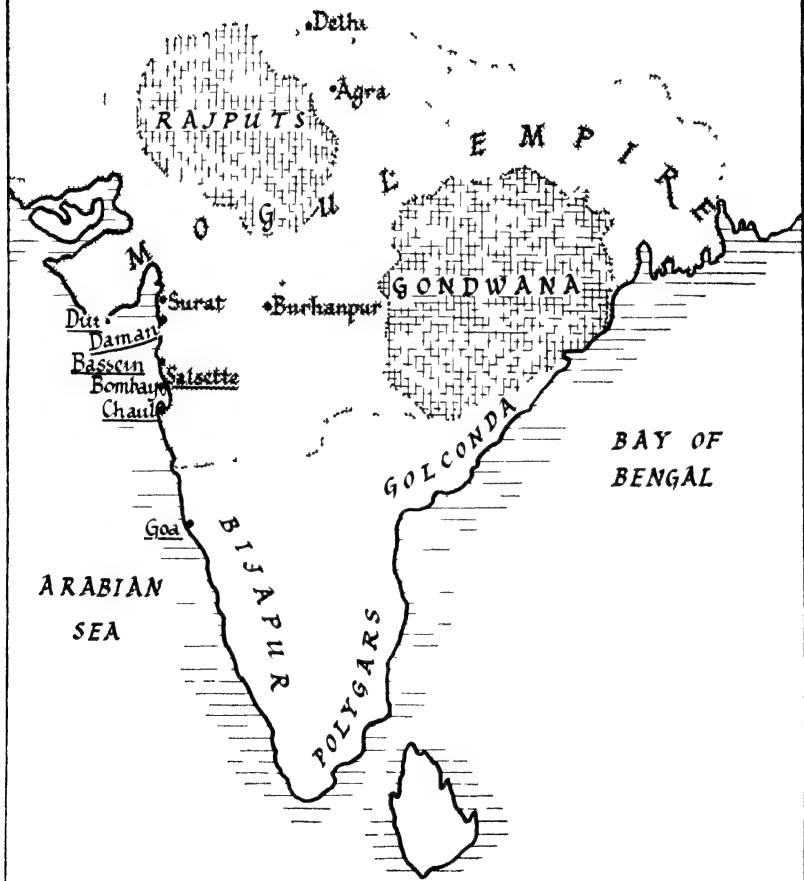 Delhi
Agra
RAJPUTS
MOGUL EMPIRE
GONDWANA
Surat
Burhanpur
Diu
Daman
Bassein
Bombay
Salsette
Chaul
GOLCONDA
BAY OF
BENGAL
Goa
BIJAPUR
ARABIAN
SEA
POLYGARS